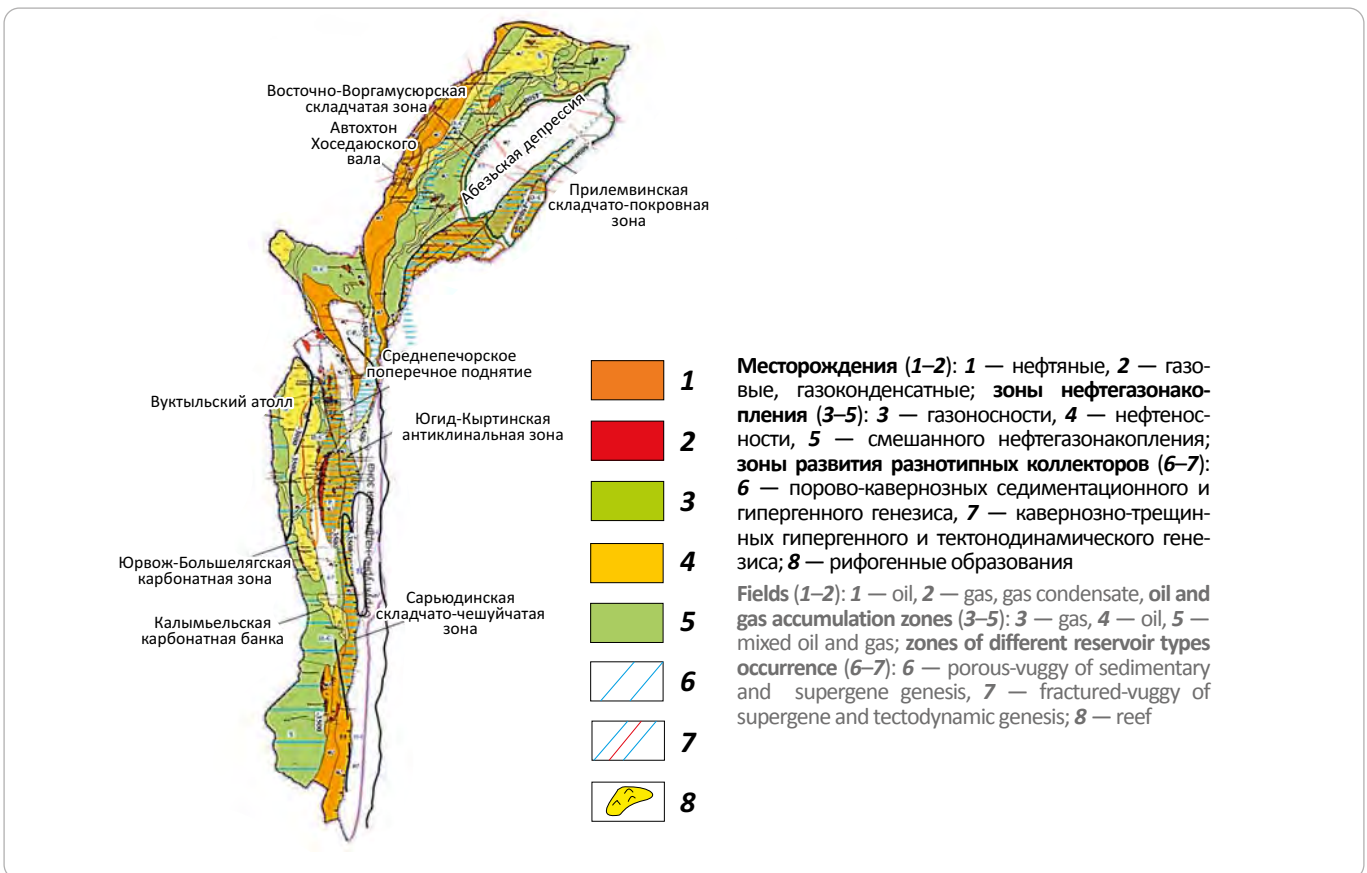 Восточно-Воргамусюрская
складчатая зона
Автохтон
Хоседаюского
вала
Абезьская депрессия
Прилемвинская
складчато-покровная
зона
Среднепечорское
поперечное поднятие
Вуктыльский атолл
Югид-Кыртинская
антиклинальная зона
Юрвож-Большелягская
карбонатная зона
Калымьельская
карбонатная банка
Сарьюдинская
складчато-чешуйчатая
зона
1
2
3
4
5
6
7
8
Месторождения (1–2): 1 — нефтяные, 2 — газо-
вые, газоконденсатные; зоны нефтегазонако-
пления (3–5): 3 — газоносности, 4 — нефтенос-
ности, 5 — смешанного нефтегазонакопления;
зоны развития разнотипных коллекторов (6–7):
6 — порово-кавернозных седиментационного и
гипергенного генезиса, 7 — кавернозно-трещин-
ных гипергенного и тектонодинамического гене-
зиса; 8 — рифогенные образования
Fields (1–2): 1 — oil, 2 — gas, gas condensate, oil and
gas accumulation zones (3–5): 3 — gas, 4 — oil, 5 —
mixed oil and gas; zones of different reservoir types
occurrence (6–7): 6 — porous-vuggy of sedimentary
and supergene genesis, 7 — fractured-vuggy of
supergene and tectodynamic genesis; 8 — reef